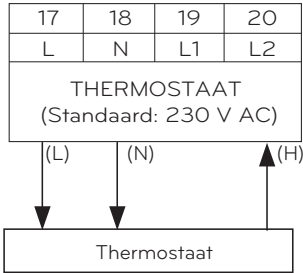 17 18 19 20
L N L1 L2
THERMOSTAAT
(Standaard: 230 V AC)
(L) (N) (H)
Thermostaat